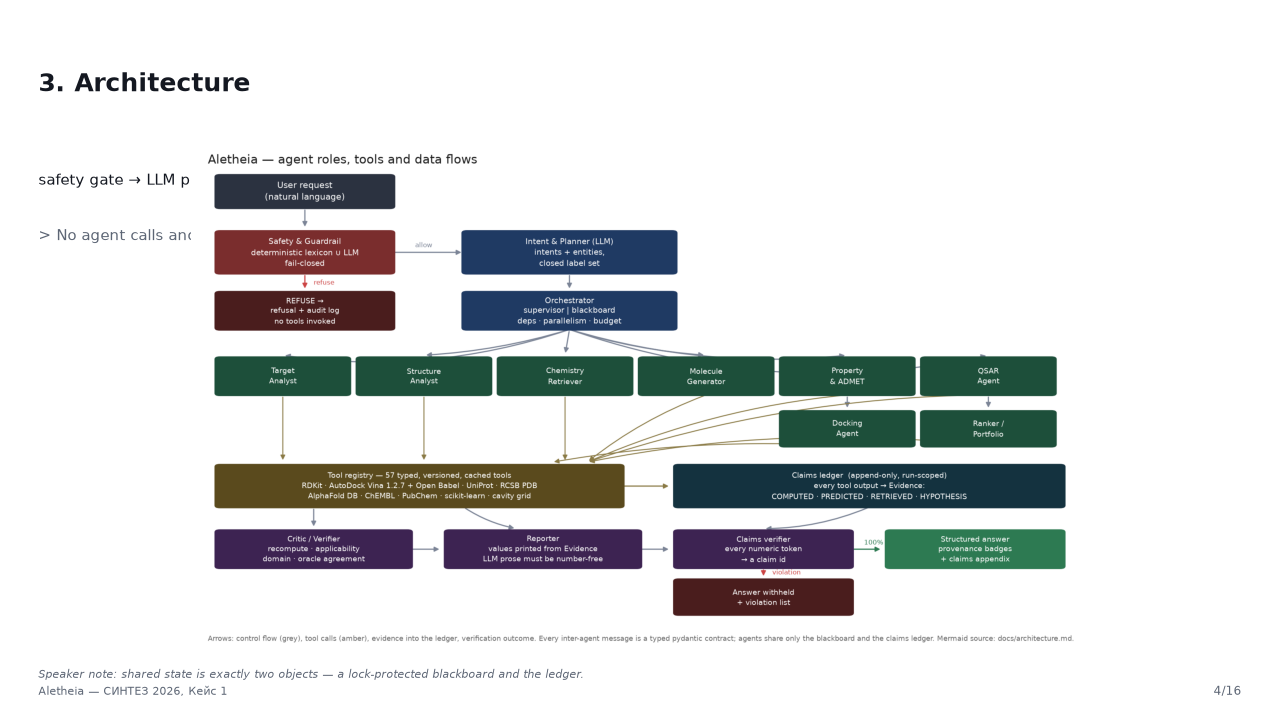 3. Architecture
safety gate → LLM p
> No agent calls
Aletheia — agent roles, tools and data flows
User request
(natural language)
Safety & Guardrail
deterministic lexicon ∪ LLM
fail-closed
allow
Intent & Planner (LLM)
intents + entities,
closed label set
refuse
REFUSE →
refusal + audit log
no tools invoked
Orchestrator
supervisor | blackboard
deps · parallelism · budget
Target
Analyst
Structure
Analyst
Chemistry
Retriever
Molecule
Generator
Property
& ADMET
QSAR
Agent
Docking
Agent
Ranker /
Portfolio
Tool registry — 57 typed, versioned, cached tools
RDKit · AutoDock Vina 1.2.7 + Open Babel · UniProt · RCSB PDB
AlphaFold DB · ChEMBL · PubChem · scikit-learn · cavity grid
Claims ledger (append-only, run-scoped)
every tool output → Evidence:
COMPUTED · PREDICTED · RETRIEVED · HYPOTHESIS
Critic / Verifier
recompute · applicability
domain · oracle agreement
Reporter
values printed from Evidence
LLM prose must be number-free
Claims verifier
every numeric token
→ a claim id
100%
Structured answer
provenance badges
+ claims appendix
violation
Answer withheld
+ violation list
Arrows: control flow (grey), tool calls (amber), evidence into the ledger, verification outcome. Every inter-agent message is a typed pydantic contract; agents share only the blackboard and the claims ledger. Mermaid source: docs/architecture.md.
Speaker note: shared state is exactly two objects — a lock-protected blackboard and the ledger.
Aletheia — СИНТЕЗ 2026, Кейс 1
4/16